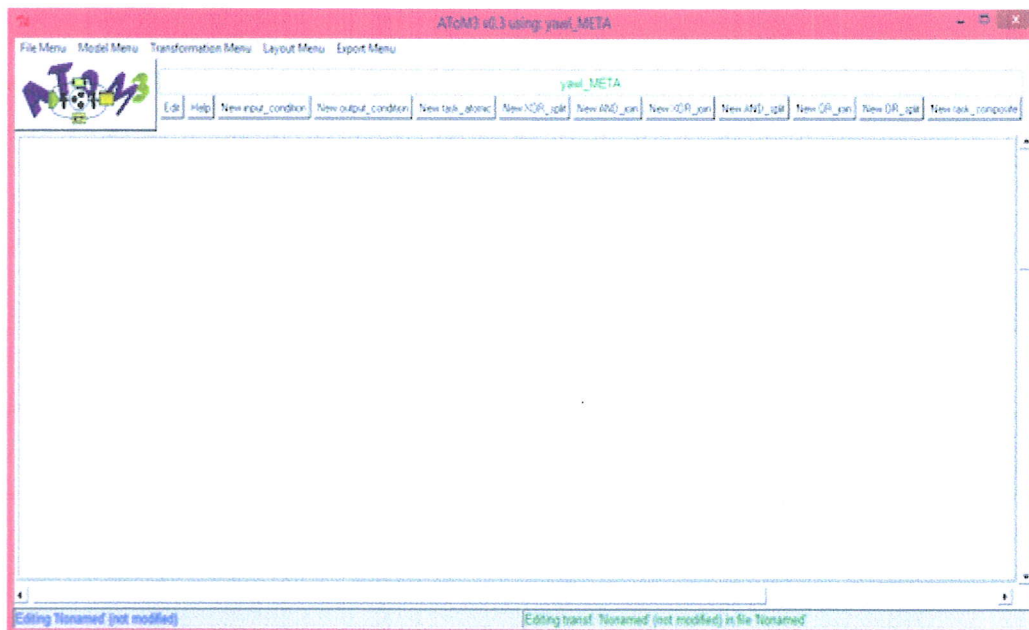 AToM3 v0.3 using: yawl_META
File Menu Model Menu Transformation Menu Layout Menu Export Menu
ATOM3
yawl_META
Edit Help New input_condition New output_condition New task_atomic New XOR_split New AND_join New XOR_join New AND_split New OR_join New OR_split New task_composite
Editing 'Nonamed' (not modified) Editing transf. 'Nonamed' (not modified) in file 'Nonamed'